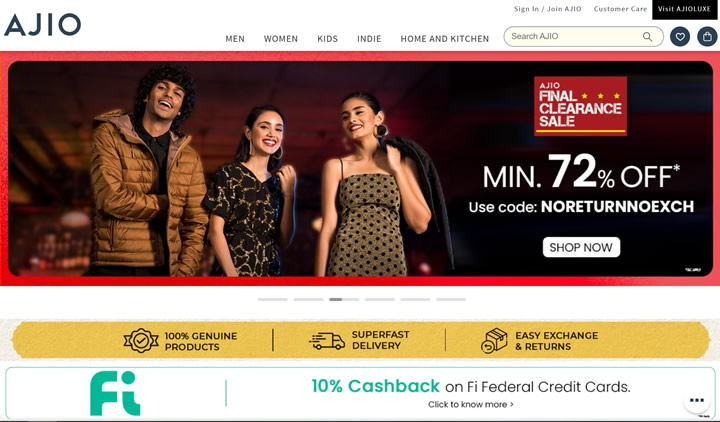 AJIO
Sign In / Join AJIO
Customer Care
Visit AJIOLUXE
MEN
WOMEN
KIDS
INDIE
HOME AND KITCHEN
Search AJIO
AJIO
FINAL
CLEARANCE
SALE
MIN. 72% OFF*
Use code: NORETURNNOEXCH
SHOP NOW
100% GENUINE
PRODUCTS
SUPERFAST
DELIVERY
EASY EXCHANGE
& RETURNS
Fi
10% Cashback on Fi Federal Credit Cards.
Click to know more >